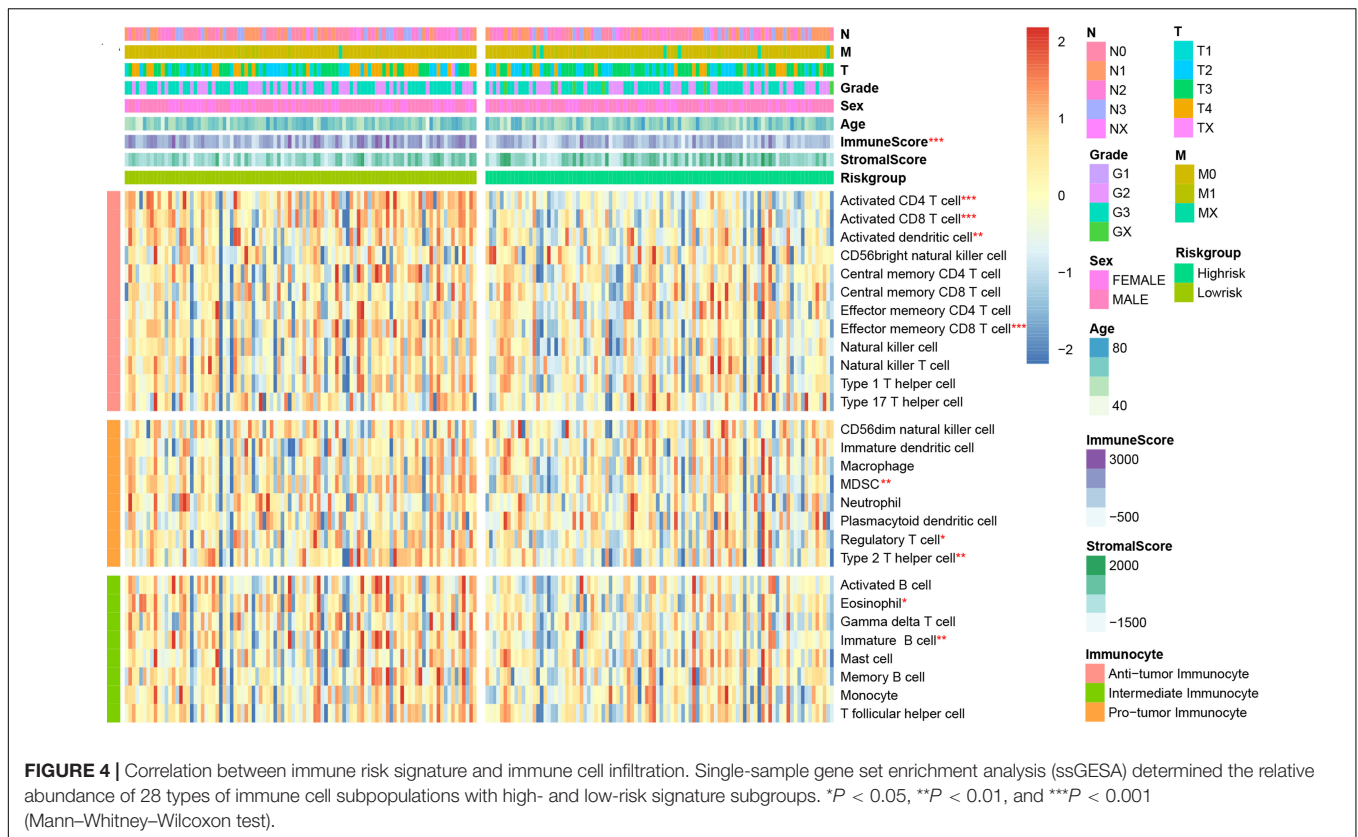 N
M
T
Grade
Sex
Age
ImmuneScore***
StromalScore
Riskgroup
Activated CD4 T cell***
Activated CD8 T cell***
Activated dendritic cell**
CD56bright natural killer cell
Central memory CD4 T cell
Central memory CD8 T cell
Effector memeory CD4 T cell
Effector memeory CD8 T cell***
Natural killer cell
Natural killer T cell
Type 1 T helper cell
Type 17 T helper cell
CD56dim natural killer cell
Immature dendritic cell
Macrophage
MDSC**
Neutrophil
Plasmacytoid dendritic cell
Regulatory T cell*
Type 2 T helper cell**
Activated B cell
Eosinophil*
Gamma delta T cell
Immature B cell**
Mast cell
Memory B cell
Monocyte
T follicular helper cell
2
1
0
−1
−2
N
N0
N1
N2
N3
NX
Grade
G1
G2
G3
GX
Sex
FEMALE
MALE
Age
80
40
ImmuneScore
3000
−500
StromalScore
2000
−1500
Immunocyte
Anti−tumor Immunocyte
Intermediate Immunocyte
Pro−tumor Immunocyte
T
T1
T2
T3
T4
TX
M
M0
M1
MX
Riskgroup
Highrisk
Lowrisk
FIGURE 4 | Correlation between immune risk signature and immune cell infiltration. Single-sample gene set enrichment analysis (ssGESA) determined the relative
abundance of 28 types of immune cell subpopulations with high- and low-risk signature subgroups. *P < 0.05, **P < 0.01, and ***P < 0.001
(Mann–Whitney–Wilcoxon test).